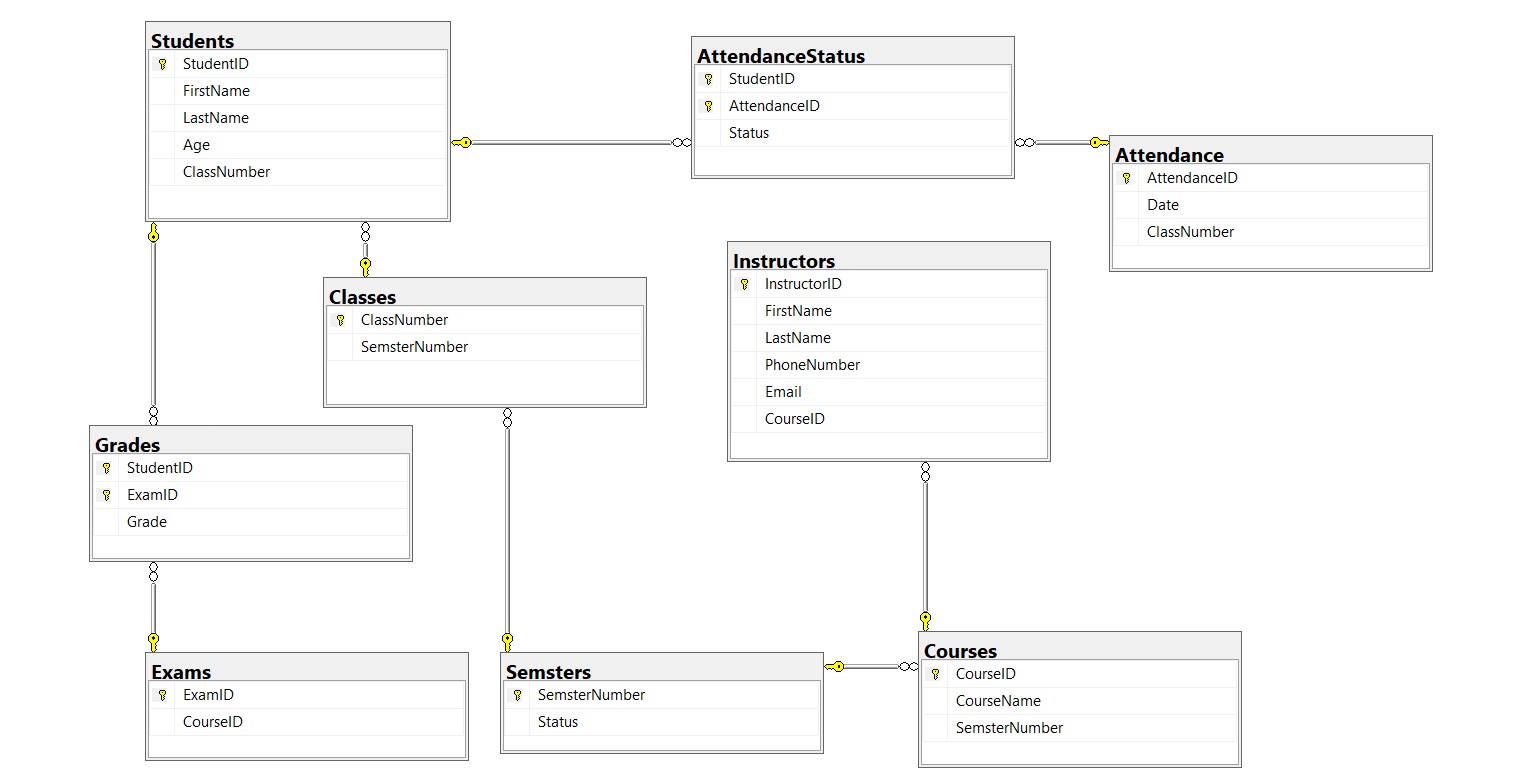 Students
StudentID
FirstName
LastName
Age
ClassNumber
AttendanceStatus
StudentID
AttendanceID
Status
Attendance
AttendanceID
Date
ClassNumber
Classes
ClassNumber
SemsterNumber
Instructors
InstructorID
FirstName
LastName
PhoneNumber
Email
CourseID
Grades
StudentID
ExamID
Grade
Exams
ExamID
CourseID
Semsters
SemsterNumber
Status
Courses
CourseID
CourseName
SemsterNumber